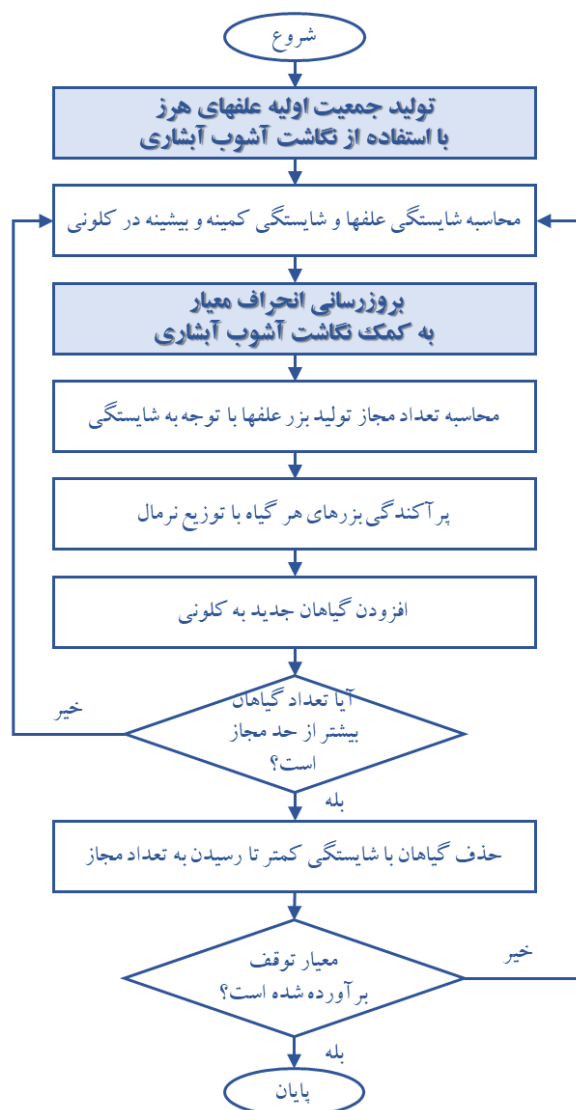 شروع
تولید جمعیت اولیه علفهای هرز
با استفاده از نگاشت آشوب آبشاری
محاسبه شایستگی علفها و شایستگی کمینه و بیشینه در کلونی
بروزرسانی انحراف معیار
به کمک نگاشت آشوب آبشاری
محاسبه تعداد مجاز تولید بزر علفها با توجه به شایستگی
پرآکندگی بزرهای هر گیاه با توزیع نرمال
افزودن گیاهان جدید به کلونی
آیا تعداد گیاهان
بیشتر از حد مجاز
است؟
خیر
بله
حذف گیاهان با شایستگی کمتر تا رسیدن به تعداد مجاز
معیار توقف
برآورده شده است؟
خیر
بله
پایان